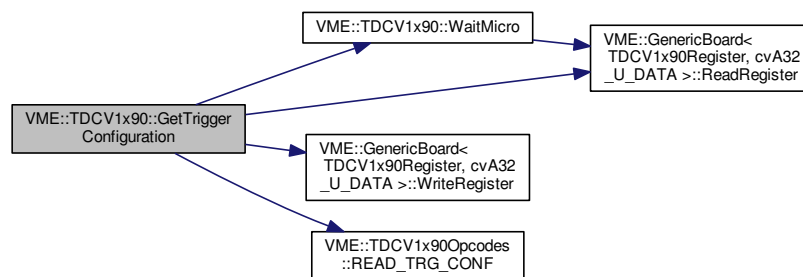 VME::TDCV1x90::GetTrigger
Configuration
VME::TDCV1x90::WaitMicro
VME::GenericBoard<
TDCV1x90Register, cvA32
_U_DATA >::ReadRegister
VME::GenericBoard<
TDCV1x90Register, cvA32
_U_DATA >::WriteRegister
VME::TDCV1x90Opcodes
::READ_TRG_CONF